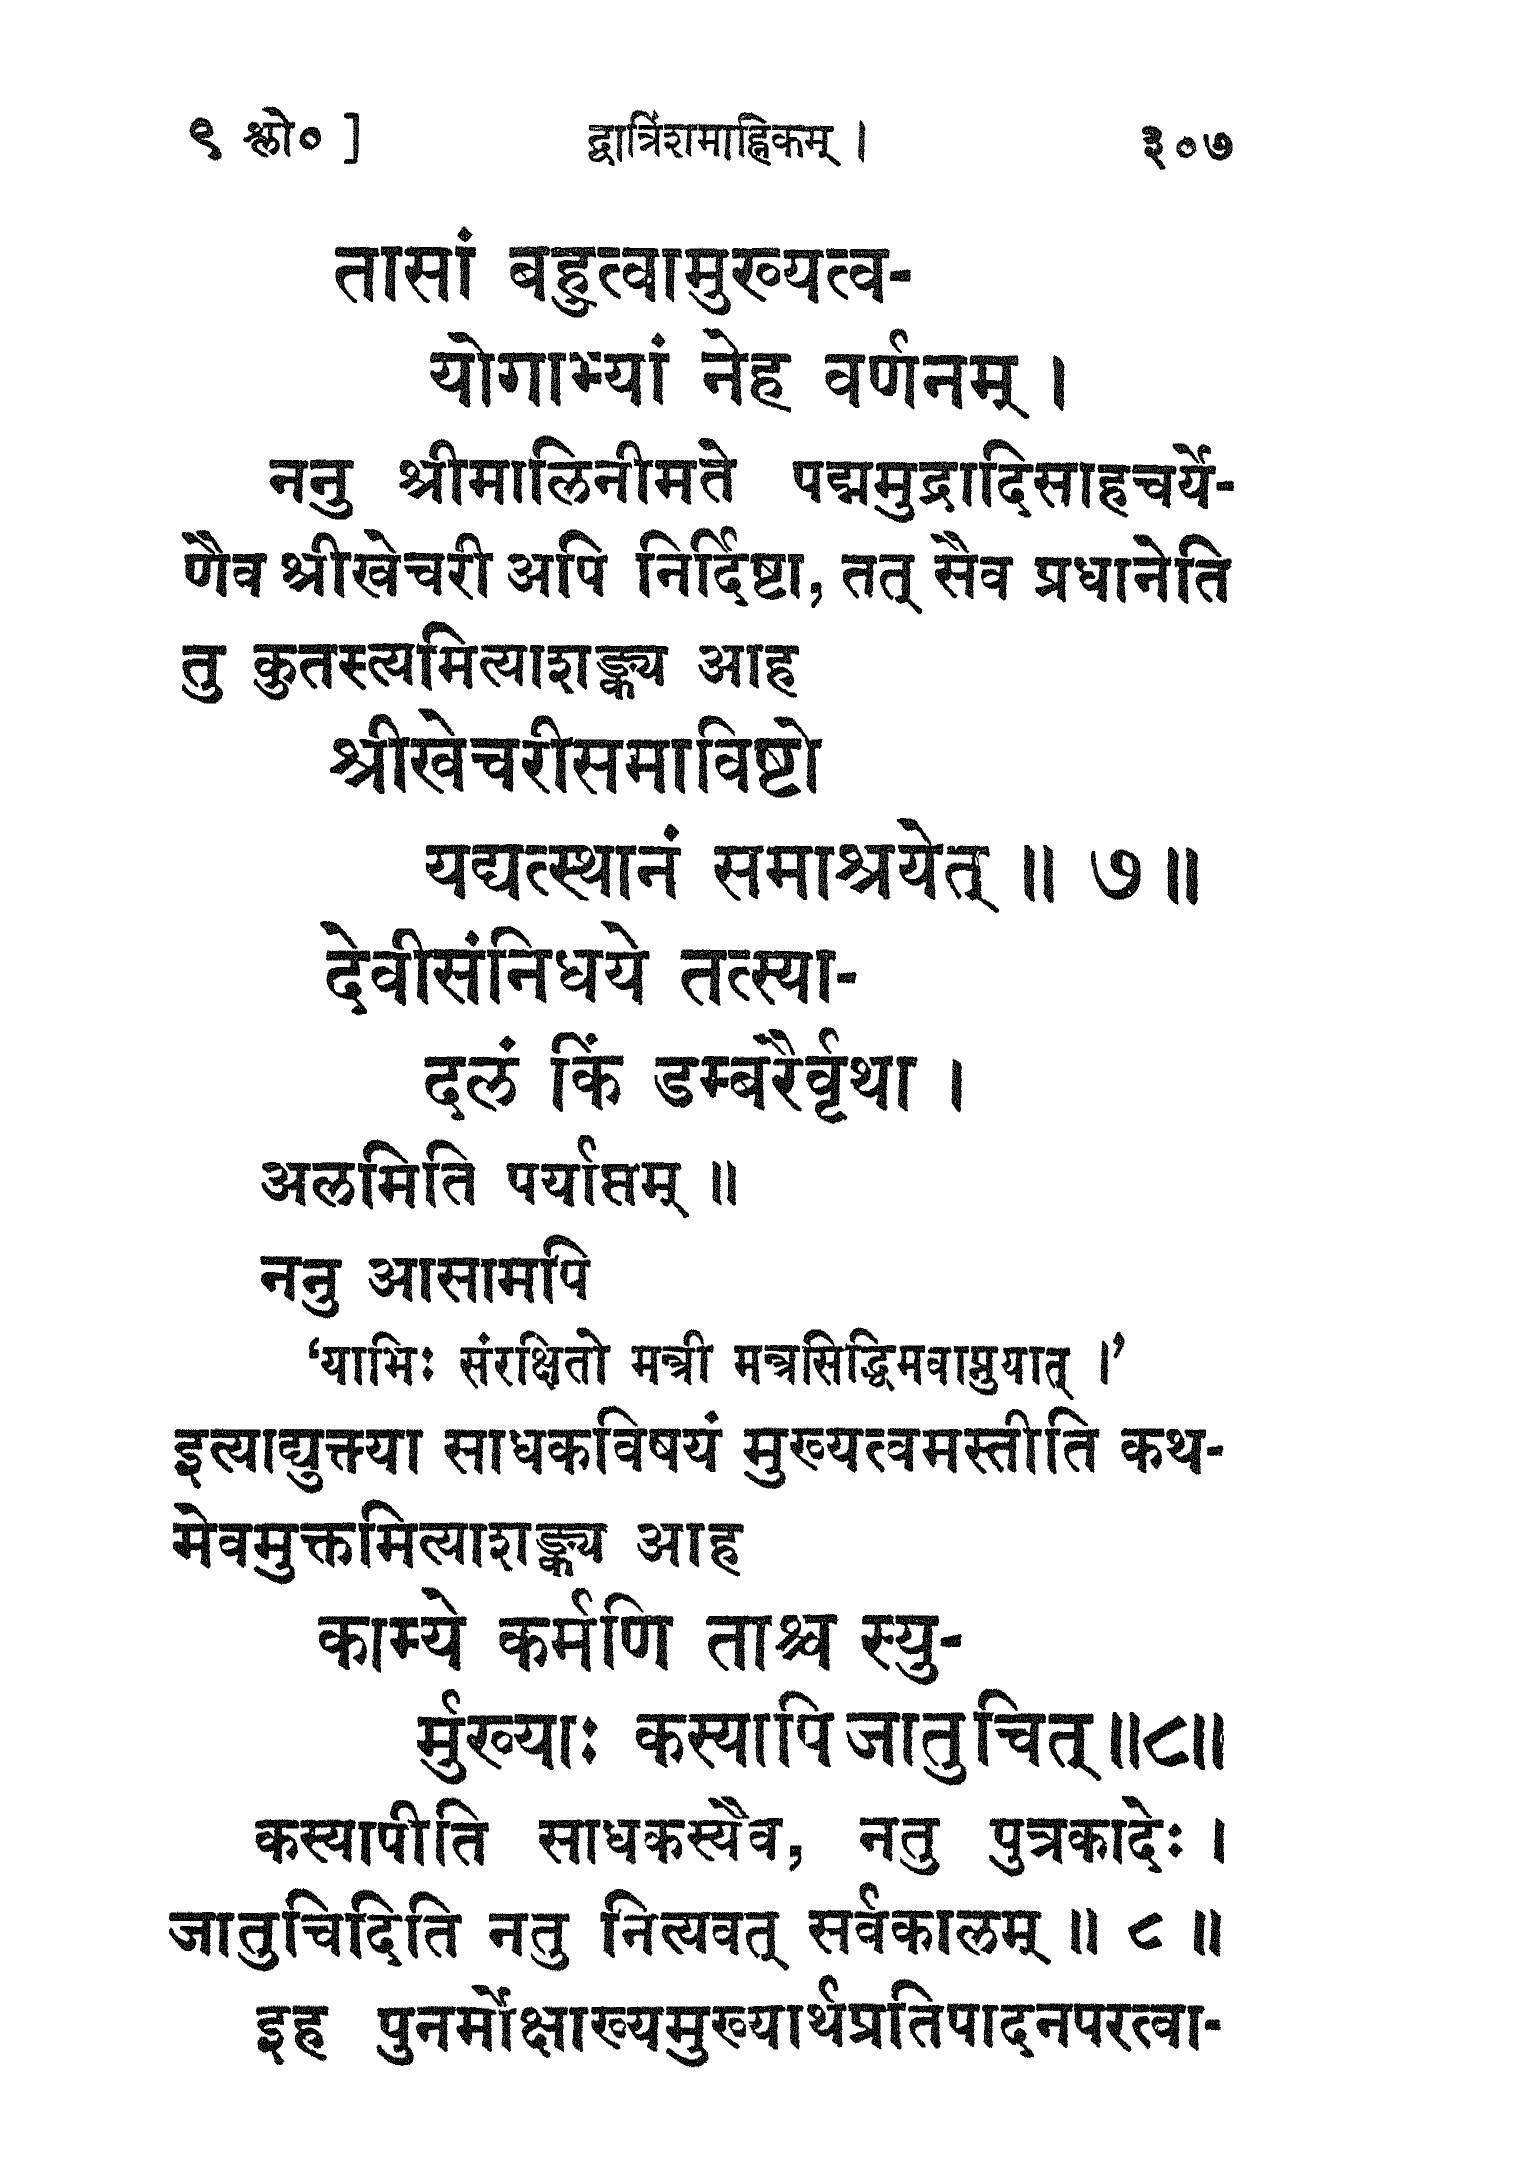 ९ श्लो० ]
द्वात्रिंशमाह्निकम् ।
३०७
तासां बहुत्वामुख्यत्व-
योगाभ्यां नेह वर्णनम् ।
ननु श्रीमालिनीमते पद्ममुद्रादिसाहचर्ये-
णैव श्रीखेचरी अपि निर्दिष्टा, तत् सैव प्रधानेति
तु कुतस्त्यमित्याशङ्क्य आह
श्रीखेचरीसमाविष्टो
यद्यत्स्थानं समाश्रयेत् ॥ ७ ॥
देवीसंनिधये तत्स्या-
दलं किं डम्बरैर्वृथा ।
अलमिति पर्याप्तम् ॥
ननु आसामपि
‘याभिः संरक्षितो मन्त्री मन्त्रसिद्धिमवाप्नुयात् ।’
इत्याद्युक्त्या साधकविषयं मुख्यत्वमस्तीति कथ-
मेवमुक्तमित्याशङ्क्य आह
काम्ये कर्मणि ताश्च स्यु-
र्मुख्याः कस्यापि जातुचित् ॥८॥
कस्यापीति साधकस्यैव, नतु पुत्रकादेः ।
जातुचिदिति नतु नित्यवत् सर्वकालम् ॥ ८ ॥
इह पुनर्मोक्षाख्यमुख्यार्थप्रतिपादनपरत्वा-